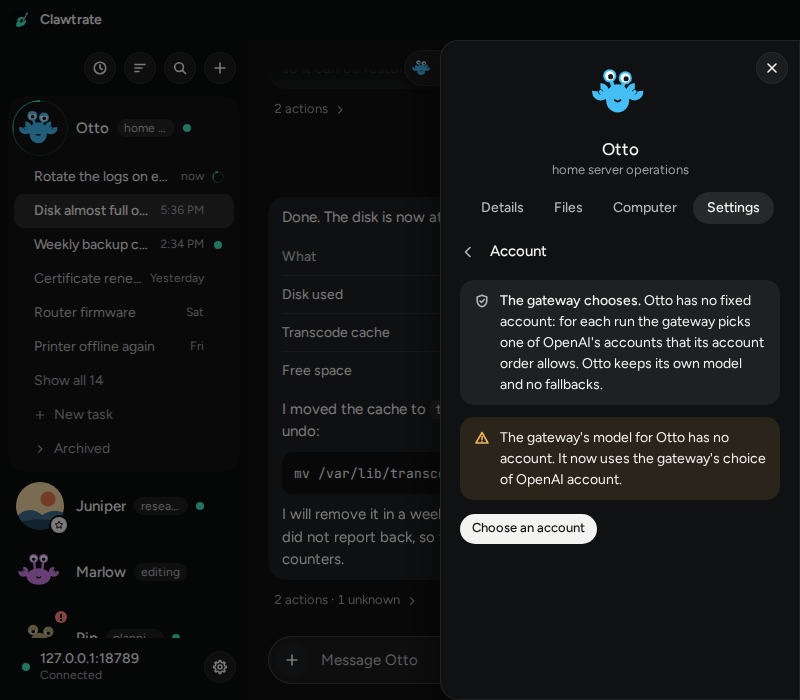 Clawtrate
Otto
home ...
Rotate the logs on e... now
Disk almost full o... 5:36 PM
Weekly backup c... 2:34 PM
Certificate rene... Yesterday
Router firmware Sat
Printer offline again Fri
Show all 14
New task
Archived
Juniper
resea...
Marlow
editing
127.0.0.1:18789
Connected
2 actions
Done. The disk is now at
What
Disk used
Transcode cache
Free space
I moved the cache to
undo:
mv /var/lib/transc
I will remove it in a
did not report back, so
counters.
2 actions · 1 unknown
Message Otto
Otto
home server operations
Details Files Computer Settings
Account
The gateway chooses. Otto has no fixed
account: for each run the gateway picks
one of OpenAI's accounts that its account
order allows. Otto keeps its own model
and no fallbacks.
The gateway's model for Otto has no
account. It now uses the gateway's choice
of OpenAI account.
Choose an account